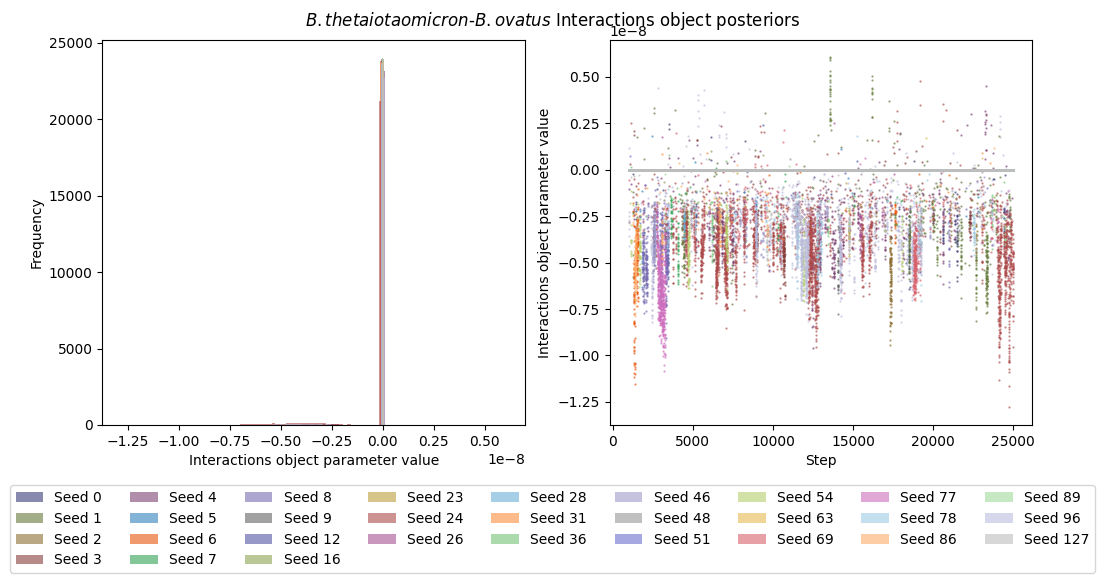 B. thetaiotaomicron-B. ovatus Interactions object posteriors
Frequency
25000
20000
15000
10000
5000
0
−1.25 −1.00 −0.75 −0.50 −0.25 0.00 0.25 0.50
1e−8
Interactions object parameter value
1e−8
Interactions object parameter value
0.50
0.25
0.00
−0.25
−0.50
−0.75
−1.00
−1.25
0 5000 10000 15000 20000 25000
Step
Seed 0 Seed 4 Seed 8 Seed 23 Seed 28 Seed 46 Seed 54 Seed 77 Seed 89
Seed 1 Seed 5 Seed 9 Seed 24 Seed 31 Seed 48 Seed 63 Seed 78 Seed 96
Seed 2 Seed 6 Seed 12 Seed 26 Seed 36 Seed 51 Seed 69 Seed 86 Seed 127
Seed 3 Seed 7 Seed 16